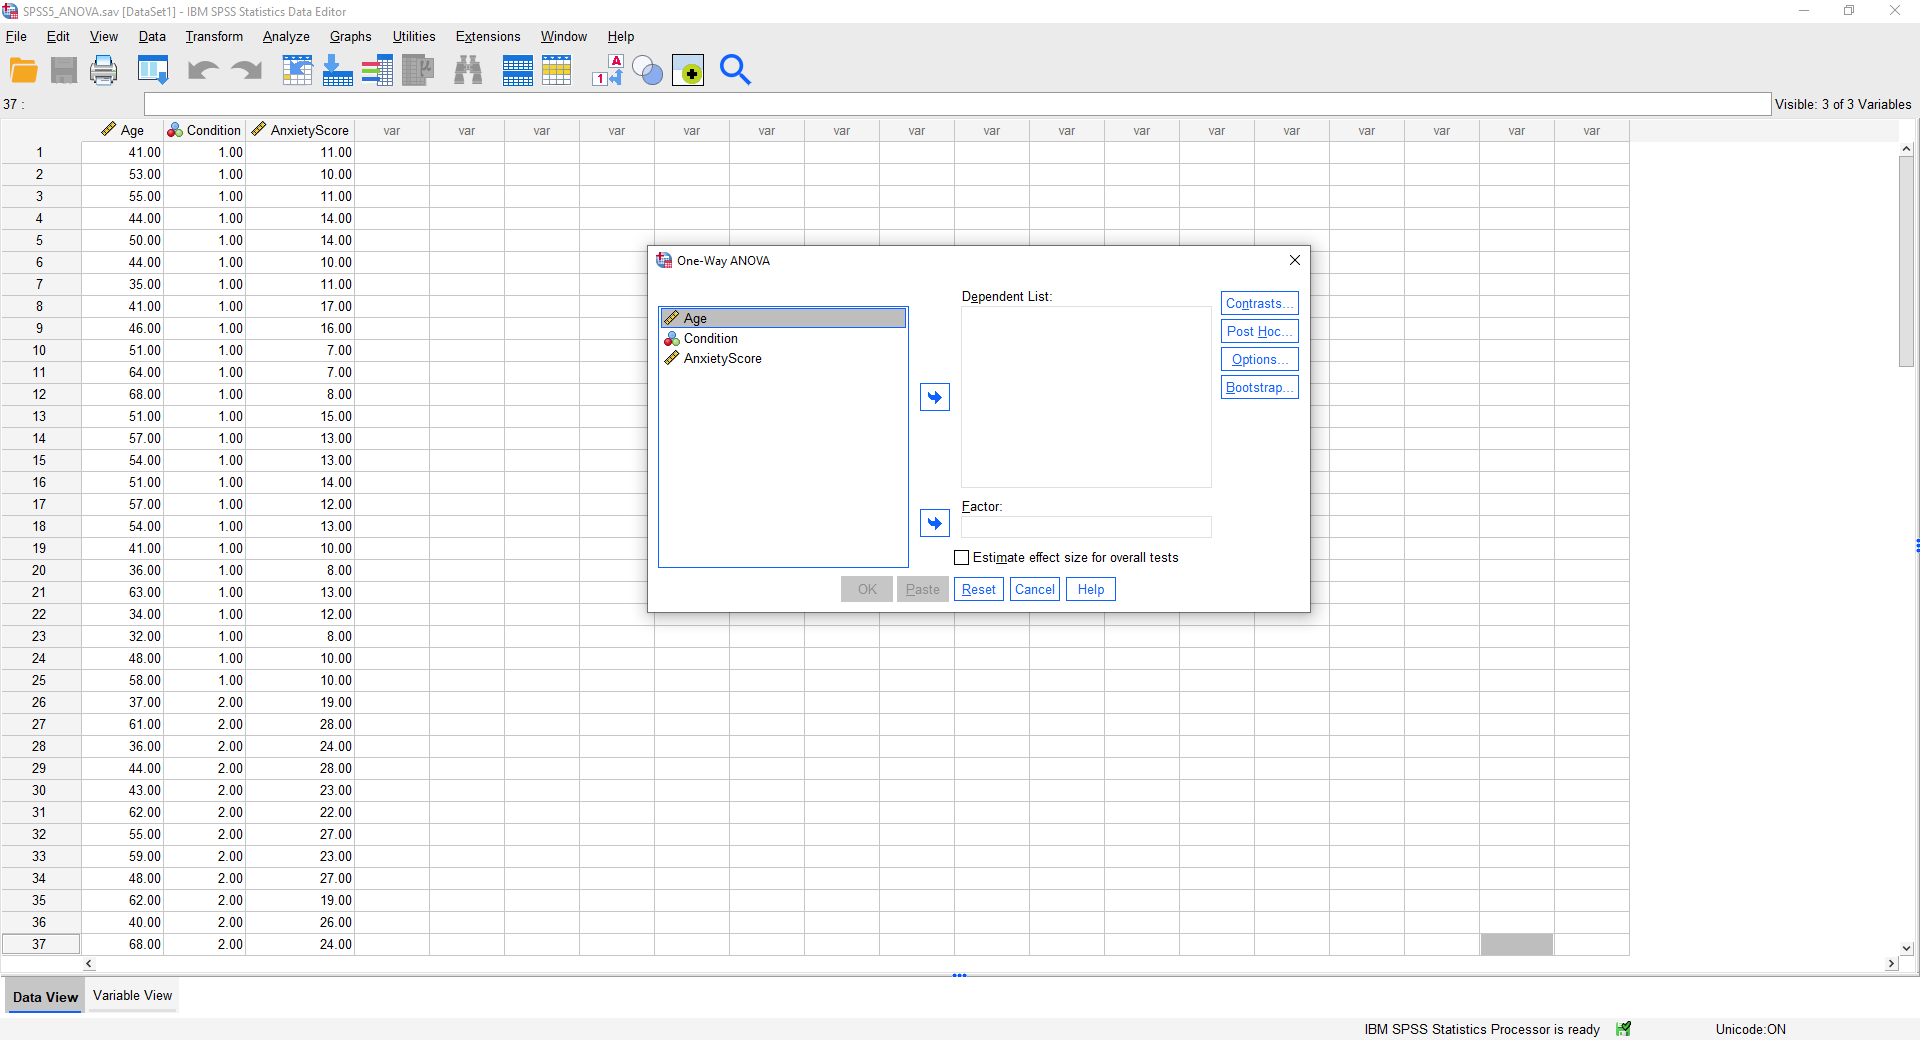 SPSS5_ANOVA.sav [DataSet1] - IBM SPSS Statistics Data Editor
File Edit View Data Transform Analyze Graphs Utilities Extensions Window Help
A
1
37 :
Visible: 3 of 3 Variables
Age Condition AnxietyScore var var var var var var var var var var var var var var var var var
1 41.00 1.00 11.00
2 53.00 1.00 10.00
3 55.00 1.00 11.00
4 44.00 1.00 14.00
5 50.00 1.00 14.00
6 44.00 1.00 10.00
7 35.00 1.00 11.00
8 41.00 1.00 17.00
9 46.00 1.00 16.00
10 51.00 1.00 7.00
11 64.00 1.00 7.00
12 68.00 1.00 8.00
13 51.00 1.00 15.00
14 57.00 1.00 13.00
15 54.00 1.00 13.00
16 51.00 1.00 14.00
17 57.00 1.00 12.00
18 54.00 1.00 13.00
19 41.00 1.00 10.00
20 36.00 1.00 8.00
21 63.00 1.00 13.00
22 34.00 1.00 12.00
23 32.00 1.00 8.00
24 48.00 1.00 10.00
25 58.00 1.00 10.00
26 37.00 2.00 19.00
27 61.00 2.00 28.00
28 36.00 2.00 24.00
29 44.00 2.00 28.00
30 43.00 2.00 23.00
31 62.00 2.00 22.00
32 55.00 2.00 27.00
33 59.00 2.00 23.00
34 48.00 2.00 27.00
35 62.00 2.00 19.00
36 40.00 2.00 26.00
37 68.00 2.00 24.00
One-Way ANOVA
Age
Condition
AnxietyScore
Dependent List:
Contrasts...
Post Hoc...
Options...
Bootstrap...
Factor:
Estimate effect size for overall tests
OK Paste Reset Cancel Help
Data View Variable View
IBM SPSS Statistics Processor is ready Unicode:ON